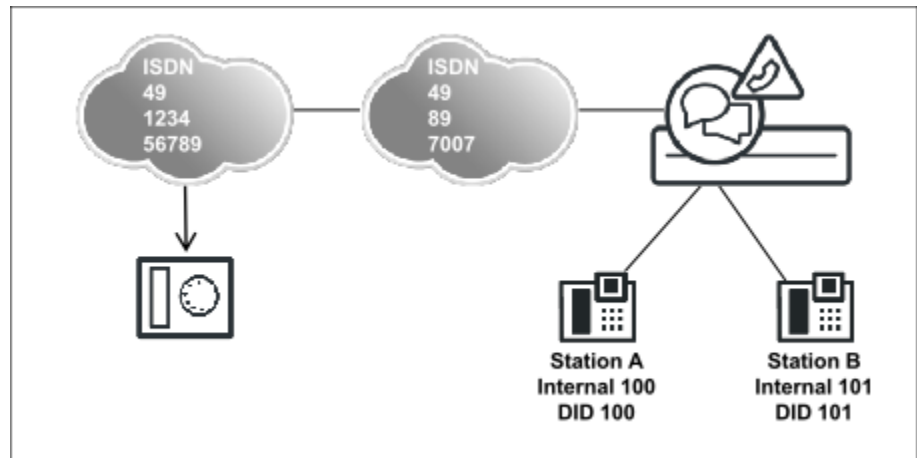 ISDN
49
1234
56789
ISDN
49
89
7007
Station A
Internal 100
DID 100
Station B
Internal 101
DID 101